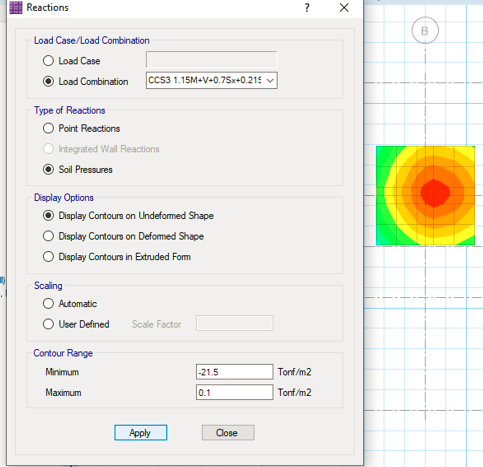 Reactions
?
Load Case/Load Combination
Load Case
Load Combination CCS3 1.15M+V+0.7Sx+0.21S
Type of Reactions
Point Reactions
Integrated Wall Reactions
Soil Pressures
Display Options
Display Contours on Undeformed Shape
Display Contours on Deformed Shape
Display Contours in Extruded Form
Scaling
Automatic
User Defined Scale Factor
Contour Range
Minimum -21.5 Tonf/m2
Maximum 0.1 Tonf/m2
Apply Close
B